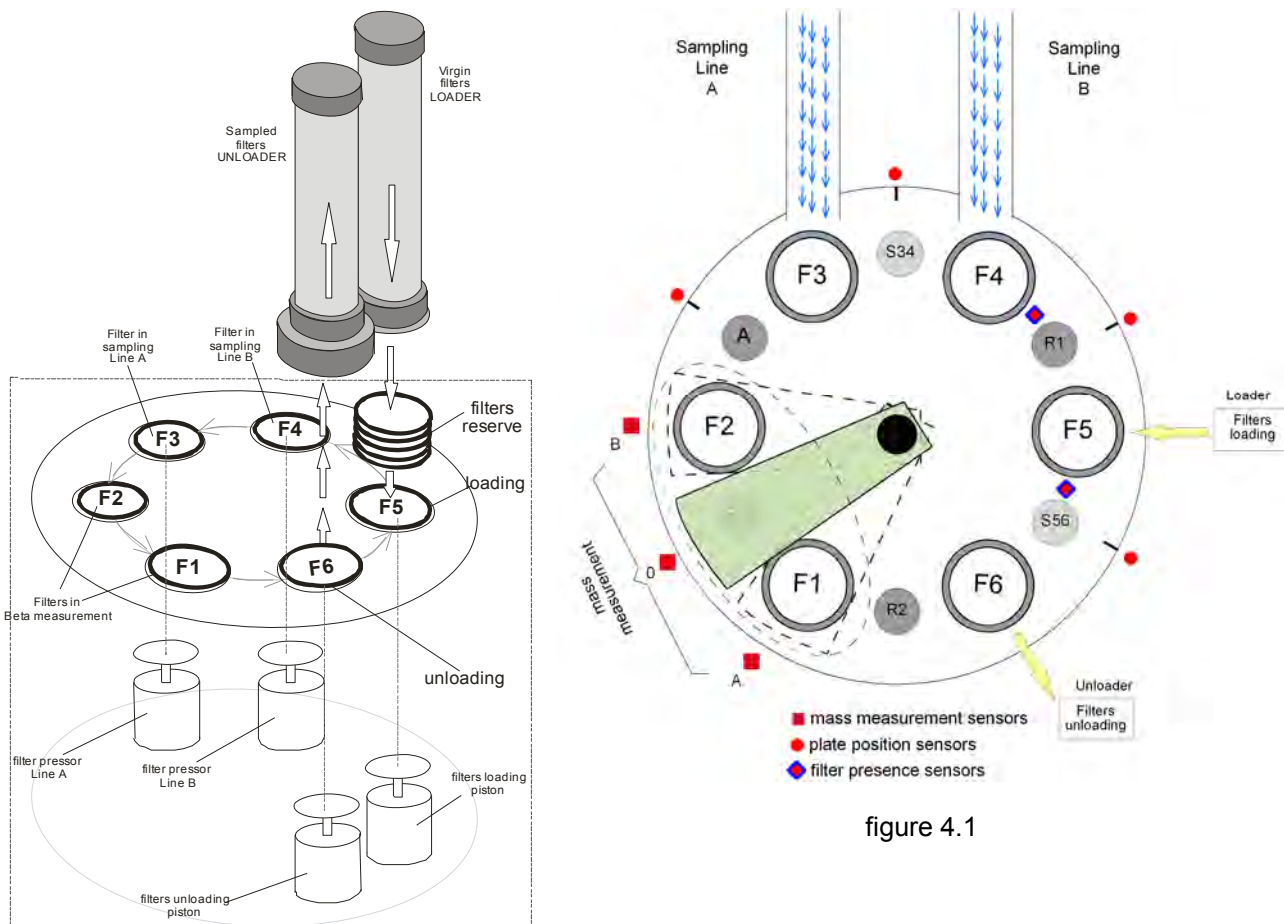 Virgin
filters
LOADER
Sampled
filters
UNLOADER
Filter in
sampling
Line A
Filter in
sampling
Line B
filters
reserve
F3
F4
loading
F2
F5
F1
F6
Filters in
Beta measurement
unloading
filter pressor
Line A
filter pressor
Line B
filters loading
piston
filters unloading
piston
Sampling
Line
A
Sampling
Line
B
S34
F3
F4
A
R1
F2
F5
Loader
Filters
loading
B
S56
0
mass
measurement
F1
R2
F6
A
Unloader
Filters
unloading
mass measurement sensors
plate position sensors
filter presence sensors
figure 4.1